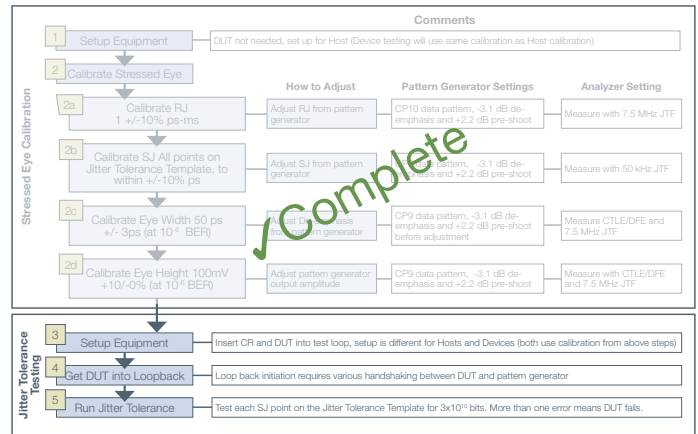 Comments
1
Setup Equipment
DUT not needed, set up for Host (Device testing will use same calibration as Host calibration)
2
Calibrate Stressed Eye
How to Adjust
Pattern Generator Settings
Analyzer Setting
2a
Calibrate RJ
1 +/-10% ps-ms
Adjust RJ from pattern
generator
CP10 data pattern, -3.1 dB de-
emphasis and +2.2 dB pre-shoot
Measure with 7.5 MHz JTF
2b
Calibrate SJ All points on
Jitter Tolerance Template, to
within +/-10% ps
Adjust SJ from pattern
generator
data pattern, -3.1 dB de-
emphasis and +2.2 dB pre-shoot
Measure with 50 kHz JTF
2c
Calibrate Eye Width 50 ps
+/- 3ps (at 10⁻⁶ BER)
Adjust De-emphasis
from pattern generator
CP9 data pattern, -3.1 dB
de-emphasis and +2.2 dB pre-shoot
before adjustment
Measure CTLE/DFE and
7.5 MHz JTF
2d
Calibrate Eye Height 100mV
+10/-0% (at 10⁻⁶ BER)
Adjust pattern generator
output amplitude
CP9 data pattern, -3.1 dB de-
emphasis and +2.2 dB pre-shoot
Measure with CTLE/DFE
and 7.5 MHz JTF
Stressed Eye Calibration
✓Complete
3
Setup Equipment
Insert CR and DUT into test loop, setup is different for Hosts and Devices (both use calibration from above steps)
4
Get DUT into Loopback
Loop back initiation requires various handshaking between DUT and pattern generator
5
Run Jitter Tolerance
Test each SJ point on the Jitter Tolerance Template for 3x10¹⁰ bits. More than one error means DUT fails.
Jitter Tolerance
Testing